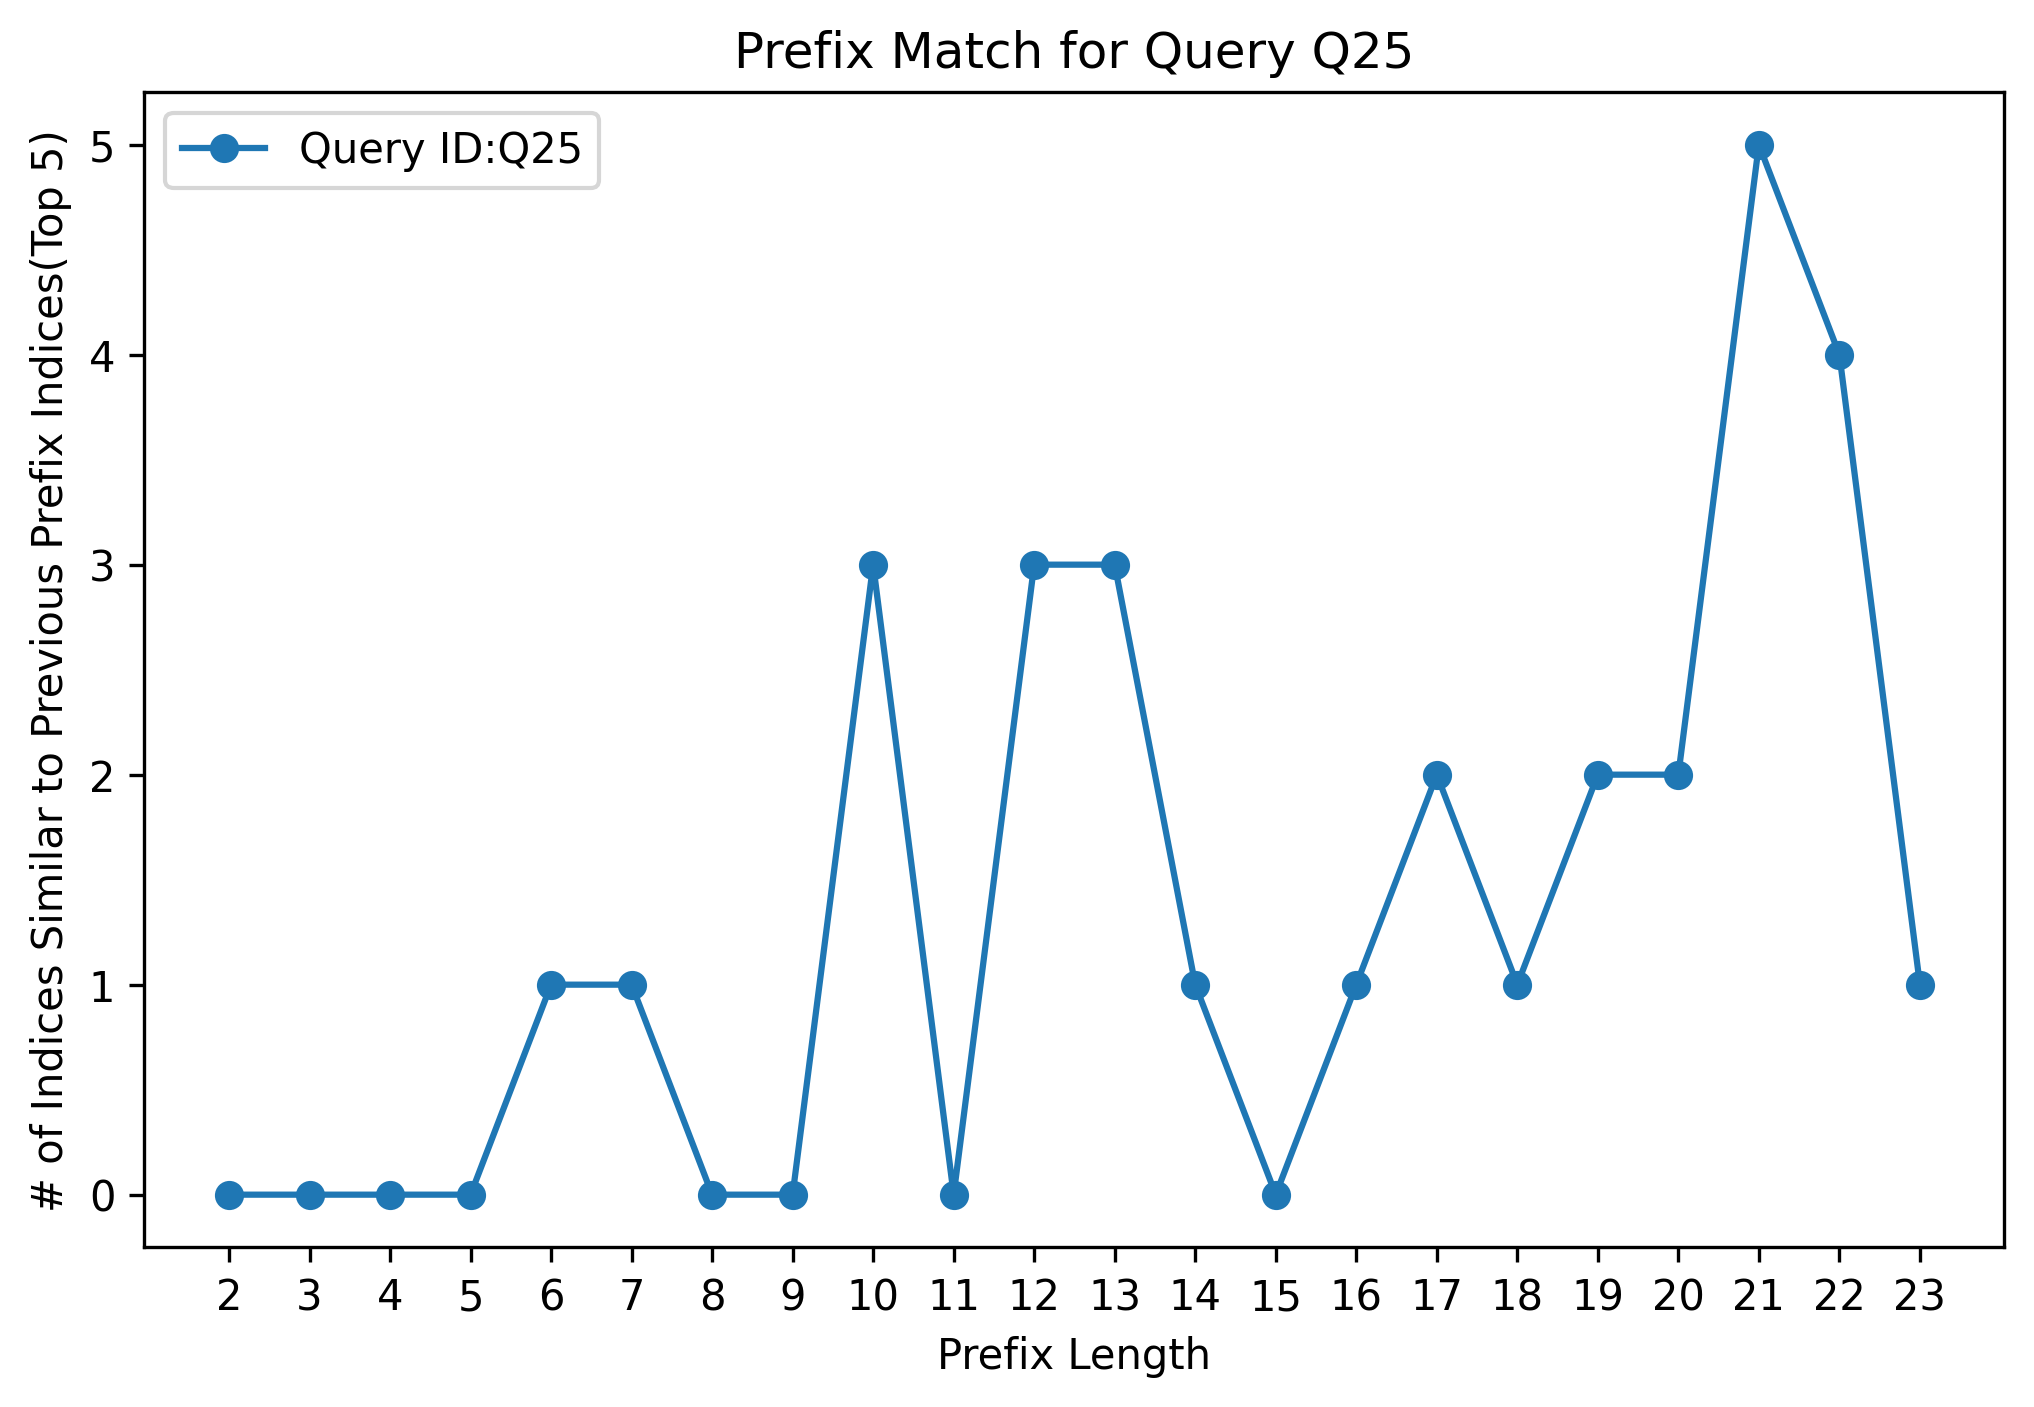 Prefix Match for Query Q25
Query ID:Q25
# of Indices Similar to Previous Prefix Indices(Top 5)
5
4
3
2
1
0
2 3 4 5 6 7 8 9 10 11 12 13 14 15 16 17 18 19 20 21 22 23
Prefix Length